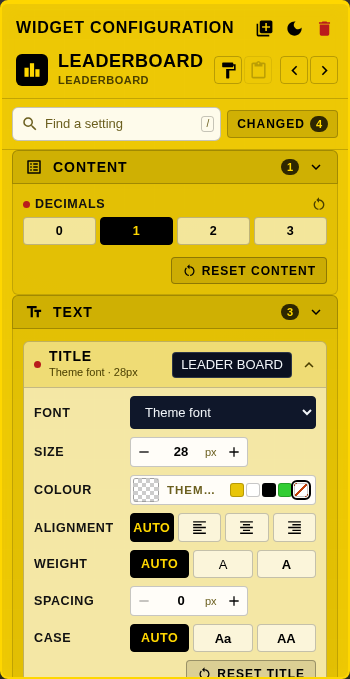 WIDGET CONFIGURATION
LEADERBOARD
LEADERBOARD
Find a setting /
CHANGED 4
CONTENT 1
DECIMALS
0 1 2 3
RESET CONTENT
TEXT 3
TITLE
Theme font · 28px
LEADER BOARD
FONT Theme font
SIZE − 28 px +
COLOUR THEM...
ALIGNMENT AUTO
WEIGHT AUTO A A
SPACING − 0 px +
CASE AUTO Aa AA
RESET TITLE